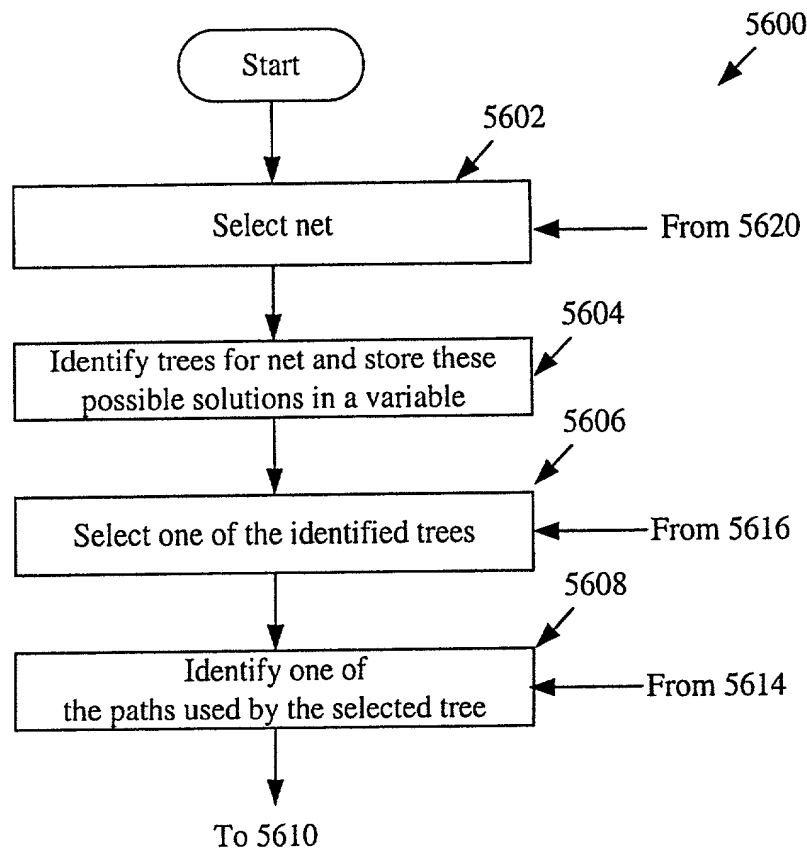 5600
Start
5602
Select net
From 5620
5604
Identify trees for net and store these
possible solutions in a variable
5606
Select one of the identified trees
From 5616
5608
Identify one of
the paths used by the selected tree
From 5614
To 5610